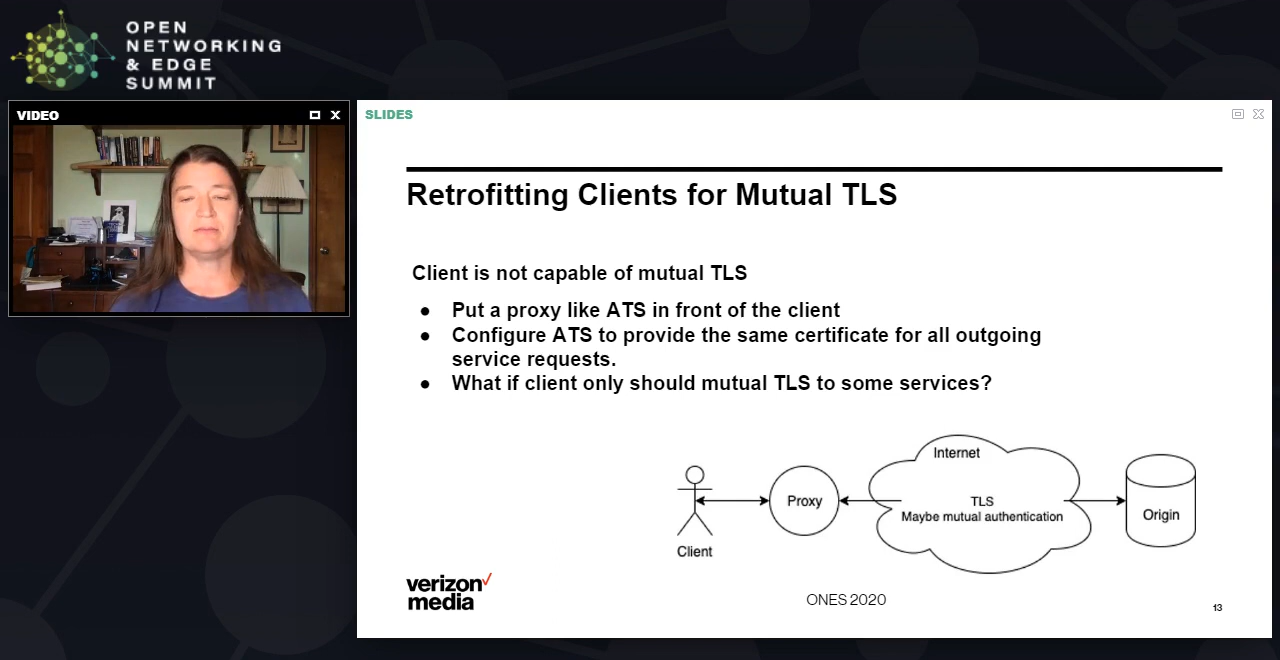 OPEN
NETWORKING
& EDGE
SUMMIT
VIDEO
SLIDES
Retrofitting Clients for Mutual TLS
Client is not capable of mutual TLS
● Put a proxy like ATS in front of the client
● Configure ATS to provide the same certificate for all outgoing
service requests.
● What if client only should mutual TLS to some services?
Internet
Proxy
TLS
Maybe mutual authentication
Origin
Client
verizon✓
media
ONES 2020
13